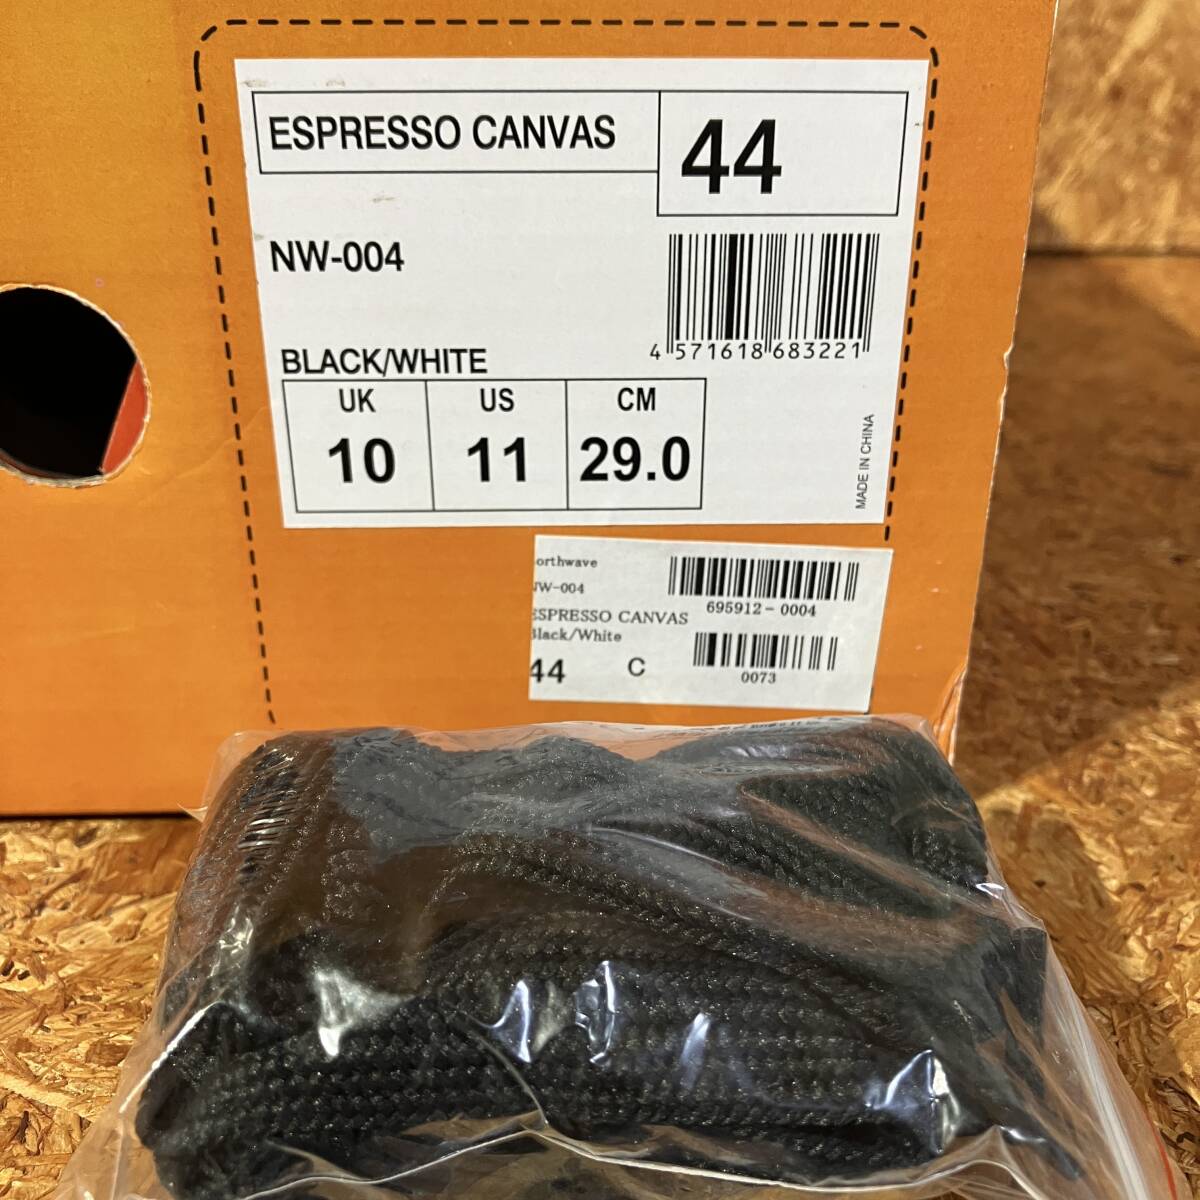 ESPRESSO CANVAS
44
NW-004
4 571618 683221
BLACK/WHITE
UK US CM
10 11 29.0
MADE IN CHINA
orthwave
NW-004
695912-0004
ESPRESSO CANVAS
Black/White
44 C
0073